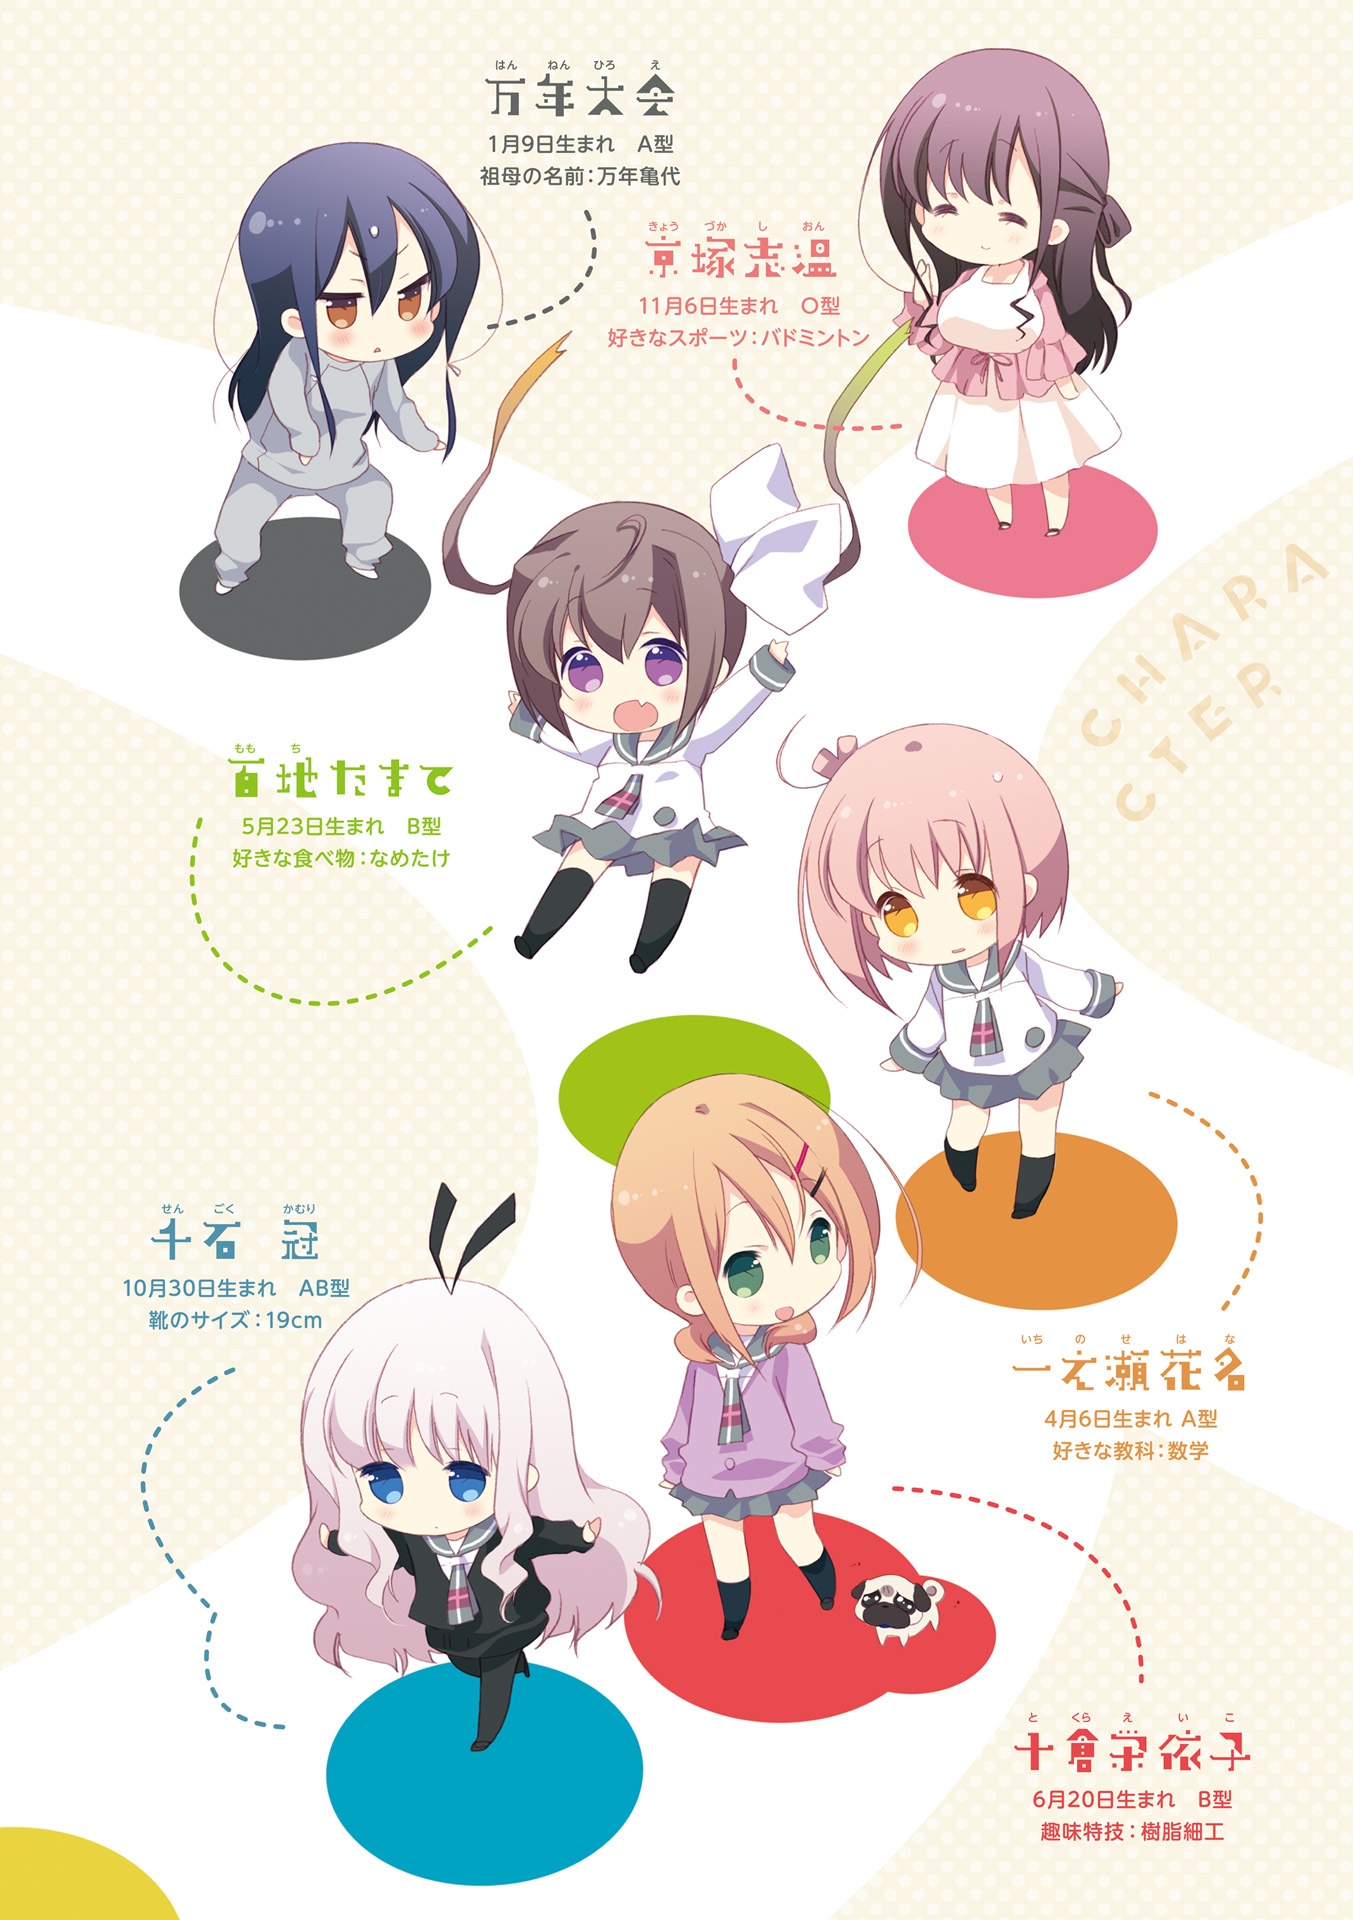 はん ねん ひろ え
万年大会
1月9日生まれ A型
祖母の名前：万年亀代
きょう づか し おん
京塚志温
11月6日生まれ O型
好きなスポーツ：バドミントン
CHARA
CTER
もも ち
百地たまて
5月23日生まれ B型
好きな食べ物：なめたけ
せん ごく かむり
千石 冠
10月30日生まれ AB型
靴のサイズ：19cm
いち の せ は な
一之瀬花名
4月6日生まれ A型
好きな教科：数学
と くら え い こ
十倉栄依子
6月20日生まれ B型
趣味特技：樹脂細工